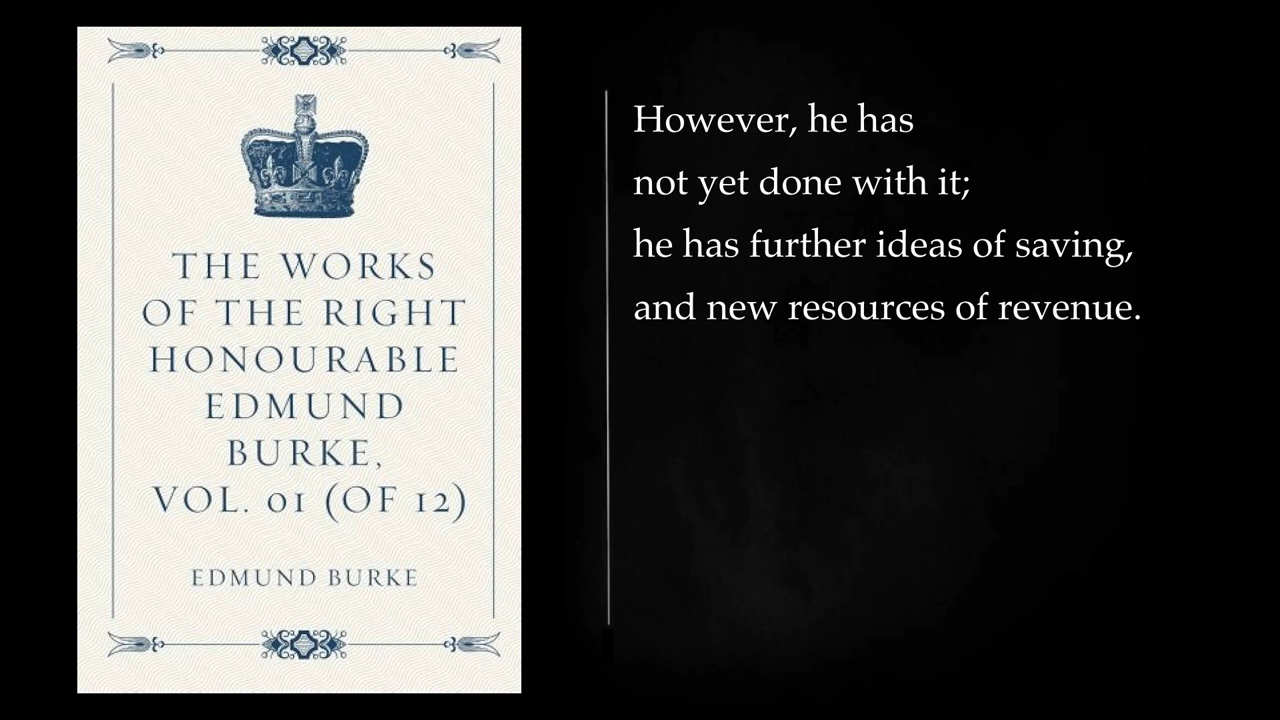 THE WORKS
OF THE RIGHT
HONOURABLE
EDMUND
BURKE,
VOL. 01 (OF 12)
EDMUND BURKE
However, he has
not yet done with it;
he has further ideas of saving,
and new resources of revenue.